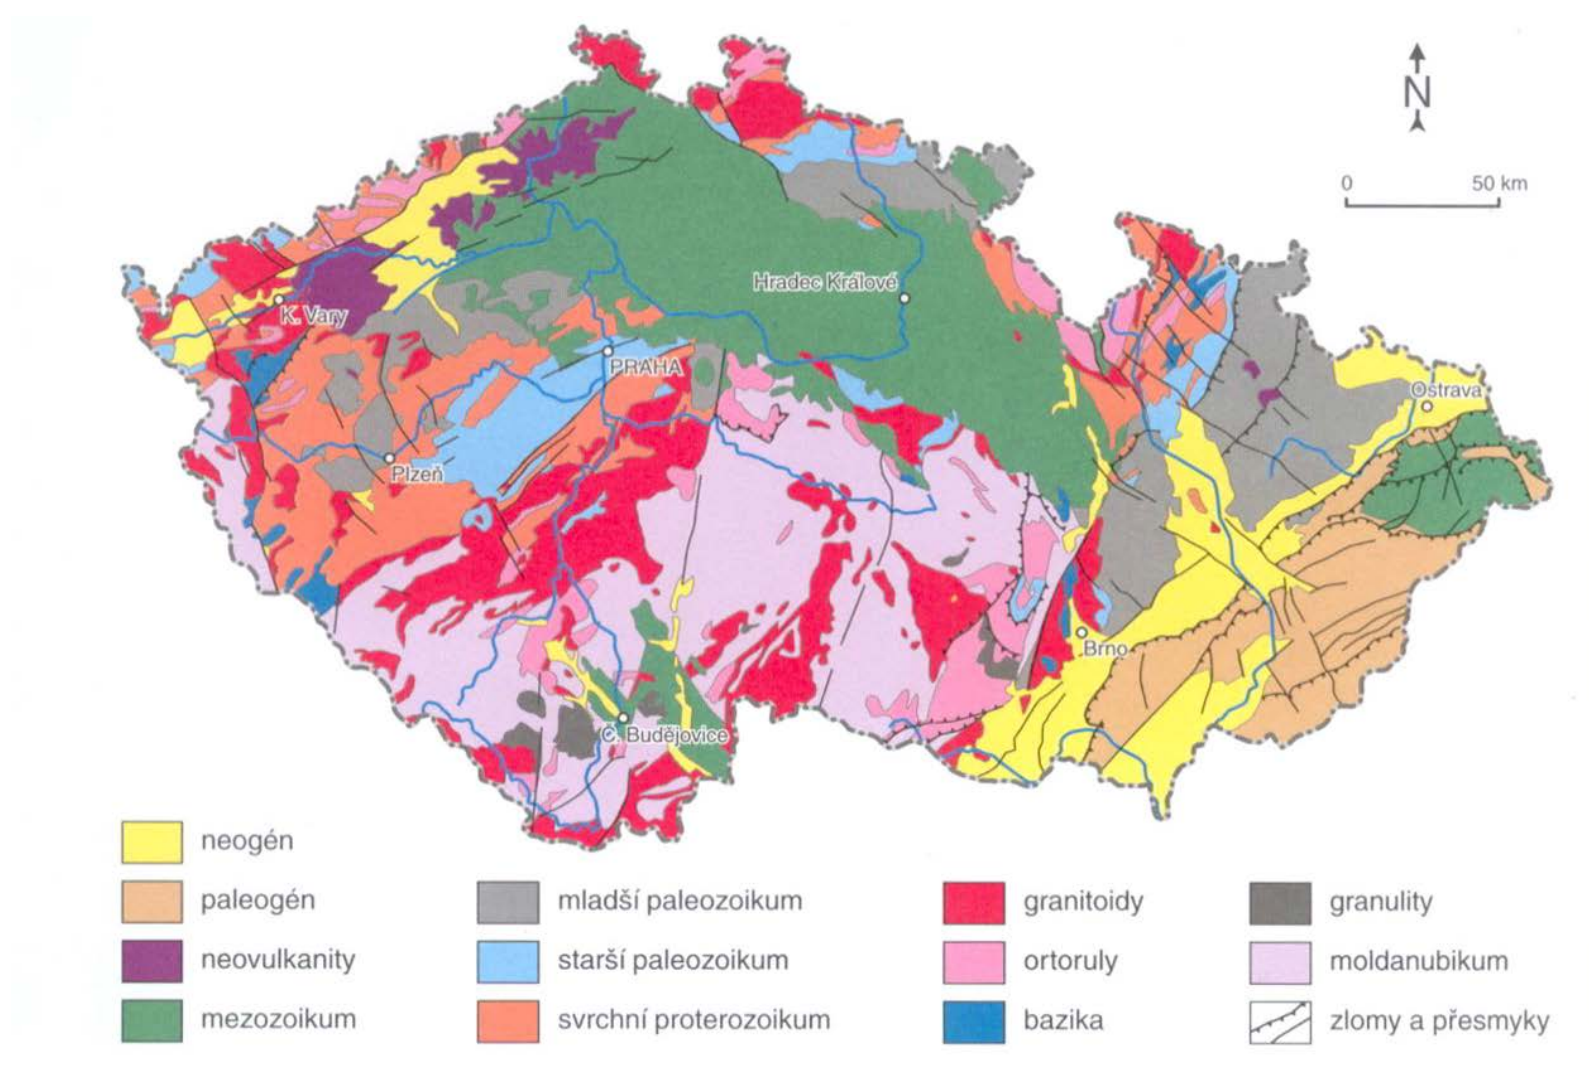 N
0 50 km
Hradec Králové
K. Vary
PRAHA
Ostrava
Plzeň
Brno
Č. Budějovice
neogén
paleogén
mladší paleozoikum
granitoidy
granulity
neovulkanity
starší paleozoikum
ortoruly
moldanubikum
mezozoikum
svrchní proterozoikum
bazika
zlomy a přesmyky